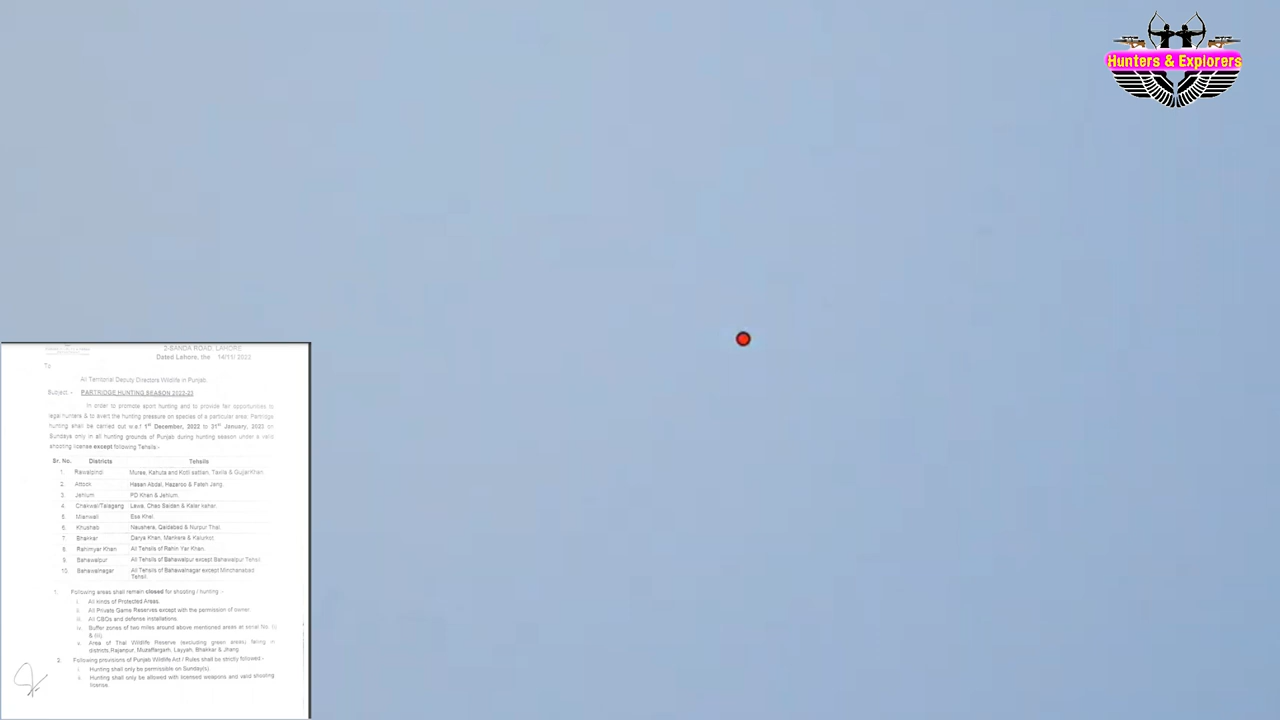 Hunters & Explorers
2-SANDA ROAD, LAHORE
Dated Lahore, the 14/11/ 2022
To
All Territorial Deputy Directors Wildlife in Punjab.
Subject:- PARTRIDGE HUNTING SEASON 2022-23
In order to promote sport hunting and to provide fair opportunities to
legal hunters & to avert the hunting pressure on species of a particular area; Partridge
hunting shall be carried out w.e.f 1st December, 2022 to 31st January, 2023 on
Sundays only in all hunting grounds of Punjab during hunting season under a valid
shooting license except following Tehsils:-
Sr. No. Districts Tehsils
1. Rawalpindi Muree, Kahuta and Kotli sattian, Taxila & GujarKhan.
2. Attock Hasan Abdal, Hazaroo & Fateh Jang.
3. Jehlum PD Khan & Jehlum.
4. Chakwal/Talagang Lawa, Choa Saiden & Kalar kahar.
5. Mianwali Esa Khel.
6. Khushab Naushera, Qaidabad & Nurpur Thal.
7. Bhakkar Darya Khan, Mankera & Kalurkot.
8. Rahimyar Khan All Tehsils of Rahim Yar Khan.
9. Bahawalpur All Tehsils of Bahawalpur except Bahawalpur Tehsil.
10. Bahawalnagar All Tehsils of Bahawalnagar except Minchanabad
Tehsil.
1. Following areas shall remain closed for shooting / hunting :-
i. All kinds of Protected Areas.
ii. All Private Game Reserves except with the permission of owner.
iii. All CBOs and defense installations.
iv. Buffer zones of two miles around above mentioned areas at serial No. (i)
& (iii).
v. Area of Thal Wildlife Reserve (excluding green areas) falling in
districts, Rajanpur, Muzaffargarh, Layyah, Bhakkar & Jhang.
2. Following provisions of Punjab Wildlife Act / Rules shall be strictly followed:-
i. Hunting shall only be permissible on Sunday(s).
ii. Hunting shall only be allowed with licensed weapons and valid shooting
license.